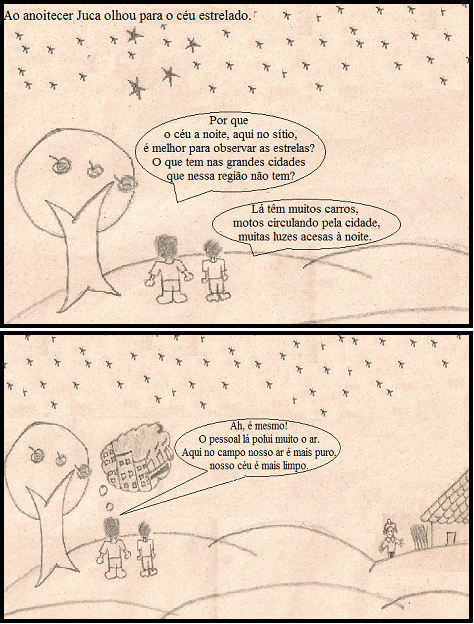 Ao anoitecer Juca olhou para o céu estrelado.
Por que
o céu a noite, aqui no sítio,
é melhor para observar as estrelas?
O que tem nas grandes cidades
que nessa região não tem?
Lá têm muitos carros,
motos circulando pela cidade,
muitas luzes acesas à noite.
Ah, é mesmo!
O pessoal lá polui muito o ar.
Aqui no campo nosso ar é mais puro,
nosso céu é mais limpo.